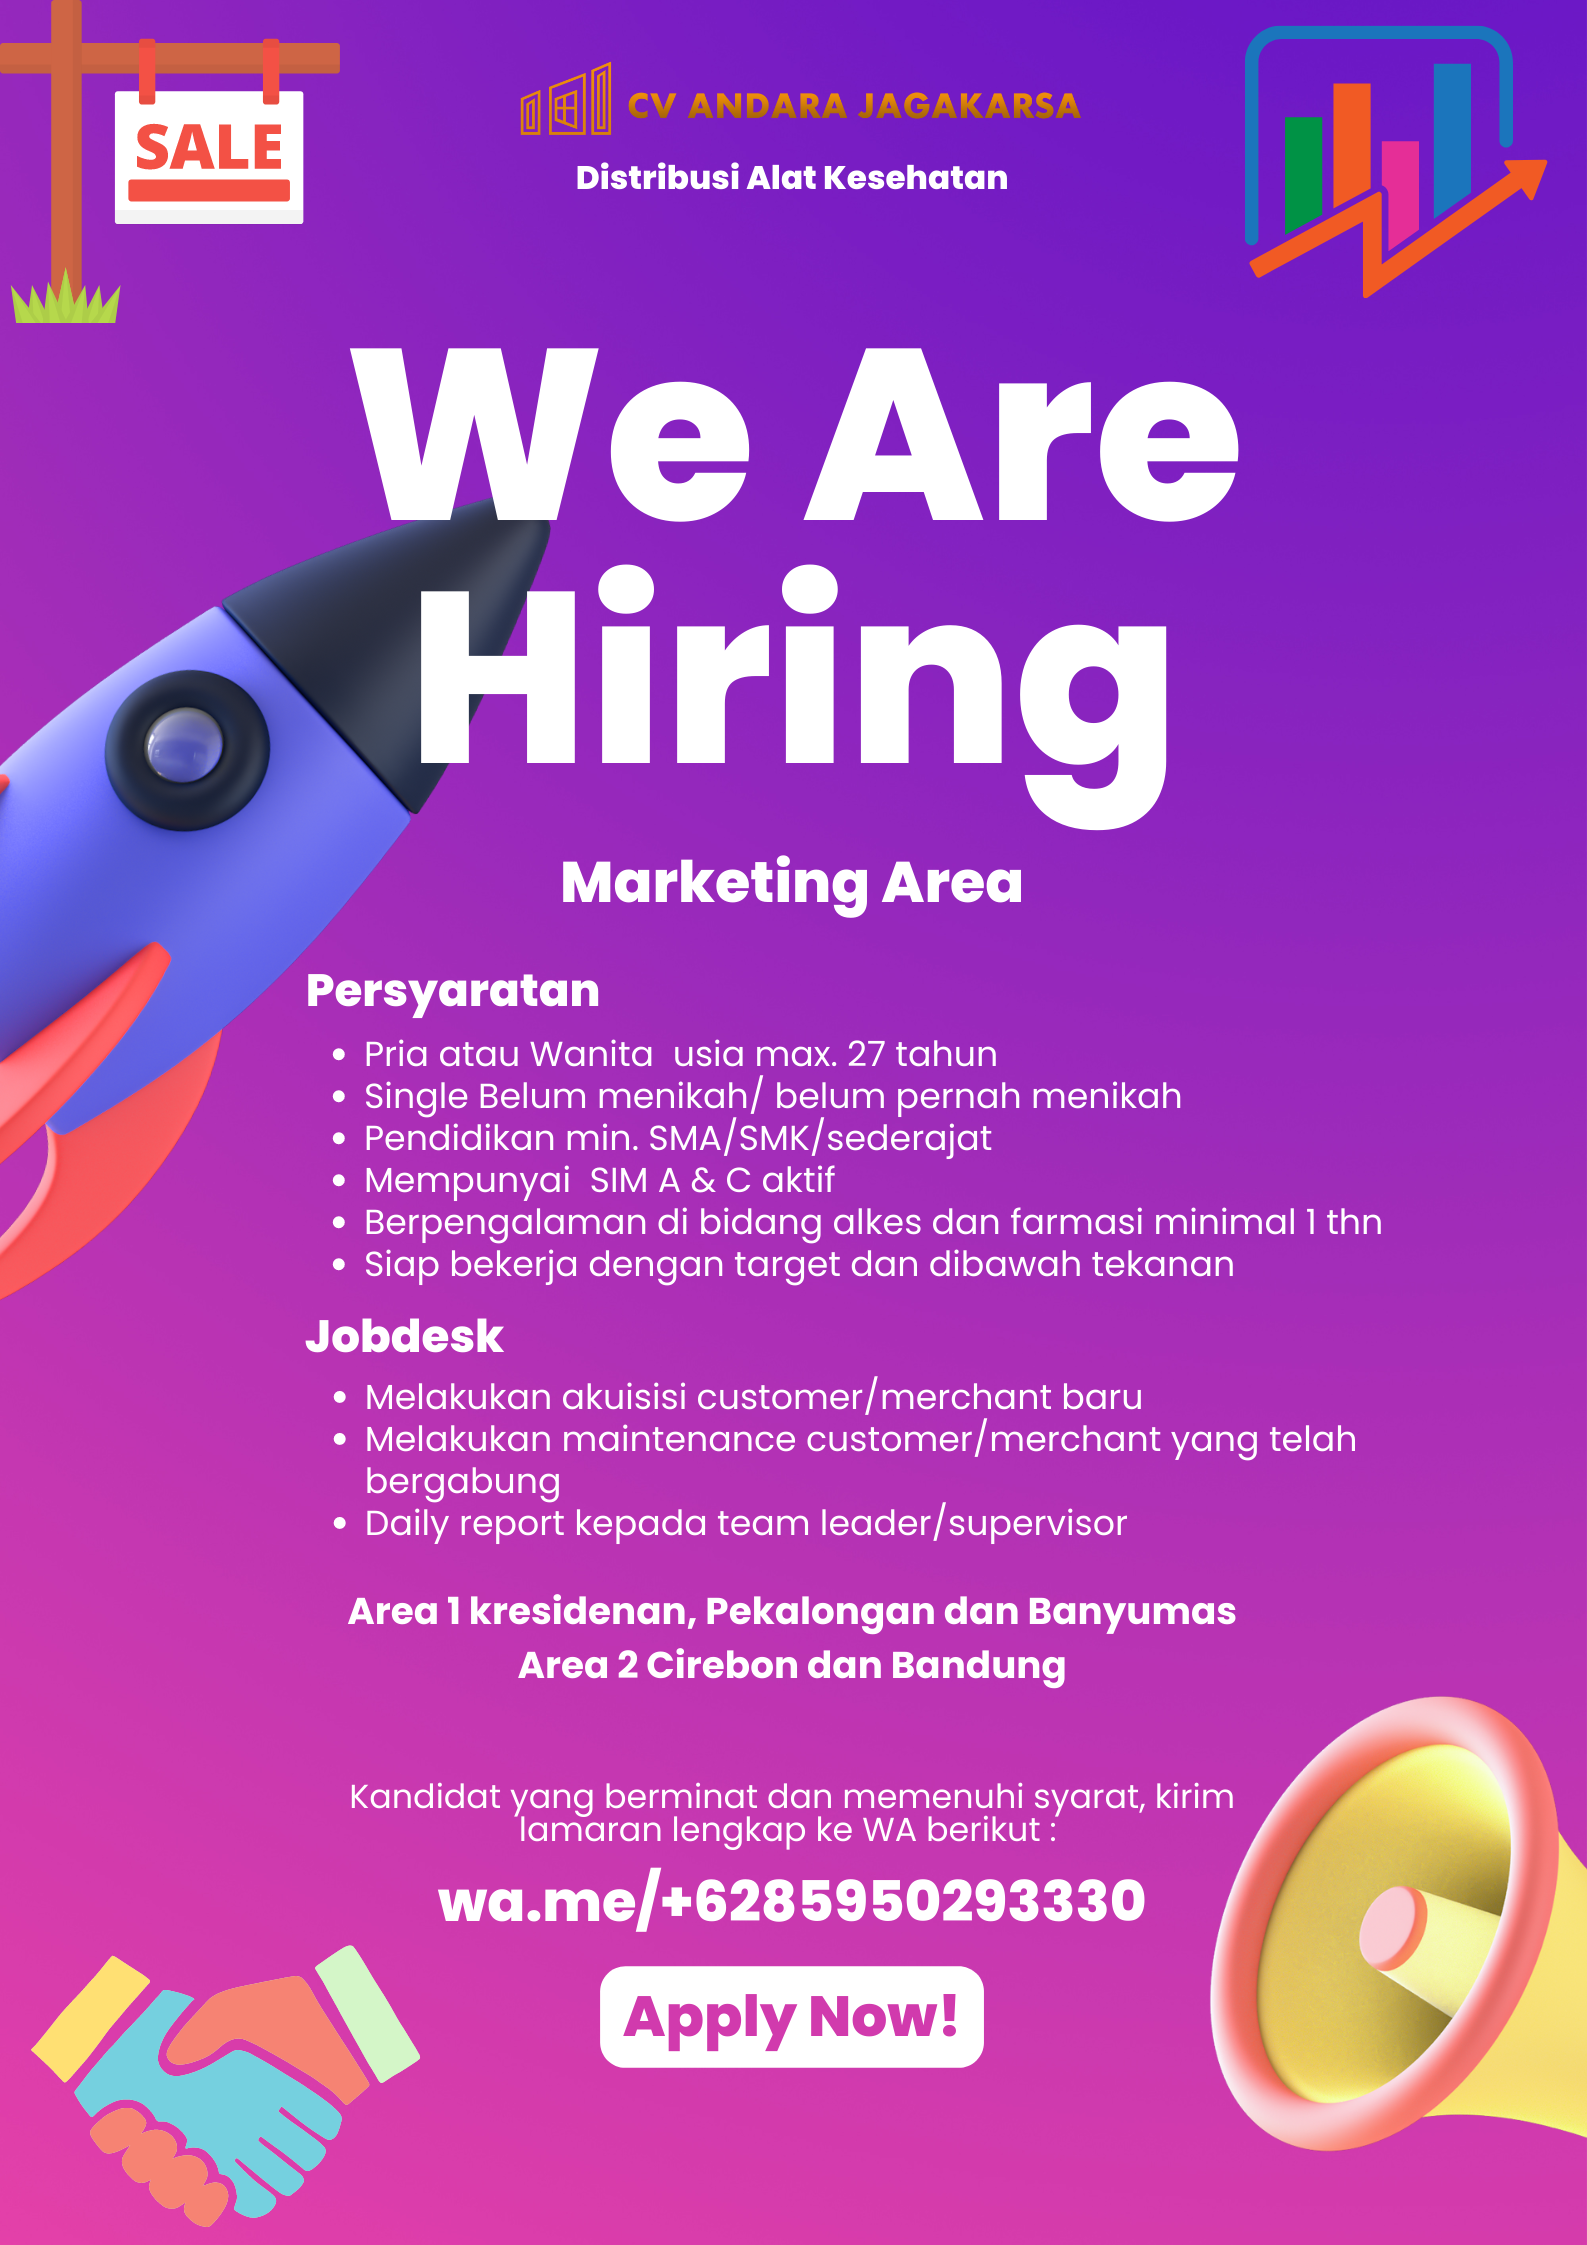 SALE
CV ANDARA JAGAKARSA
Distribusi Alat Kesehatan
We Are
Hiring
Marketing Area
Persyaratan
• Pria atau Wanita  usia max. 27 tahun
• Single Belum menikah/ belum pernah menikah
• Pendidikan min. SMA/SMK/sederajat
• Mempunyai  SIM A & C aktif
• Berpengalaman di bidang alkes dan farmasi minimal 1 thn
• Siap bekerja dengan target dan dibawah tekanan
Jobdesk
• Melakukan akuisisi customer/merchant baru
• Melakukan maintenance customer/merchant yang telah
bergabung
• Daily report kepada team leader/supervisor
Area 1 kresidenan, Pekalongan dan Banyumas
Area 2 Cirebon dan Bandung
Kandidat yang berminat dan memenuhi syarat, kirim
lamaran lengkap ke WA berikut :
wa.me/+6285950293330
Apply Now!